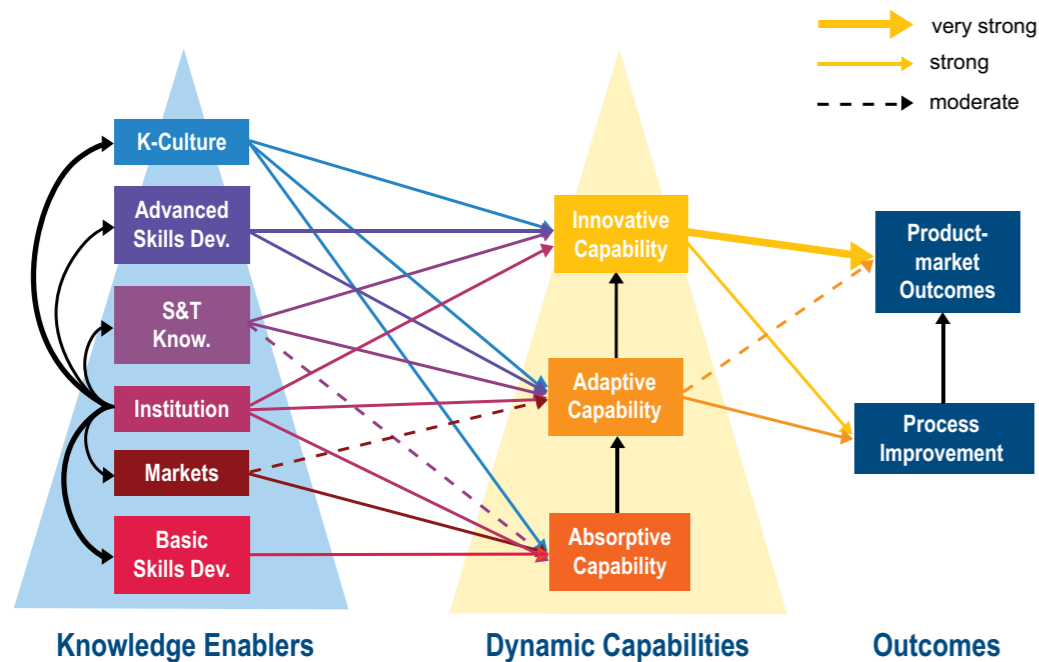 very strong
strong
moderate
K-Culture
Advanced
Skills Dev.
S&T
Know.
Institution
Markets
Basic
Skills Dev.
Innovative
Capability
Adaptive
Capability
Absorptive
Capability
Product-
market
Outcomes
Process
Improvement
Knowledge Enablers
Dynamic Capabilities
Outcomes